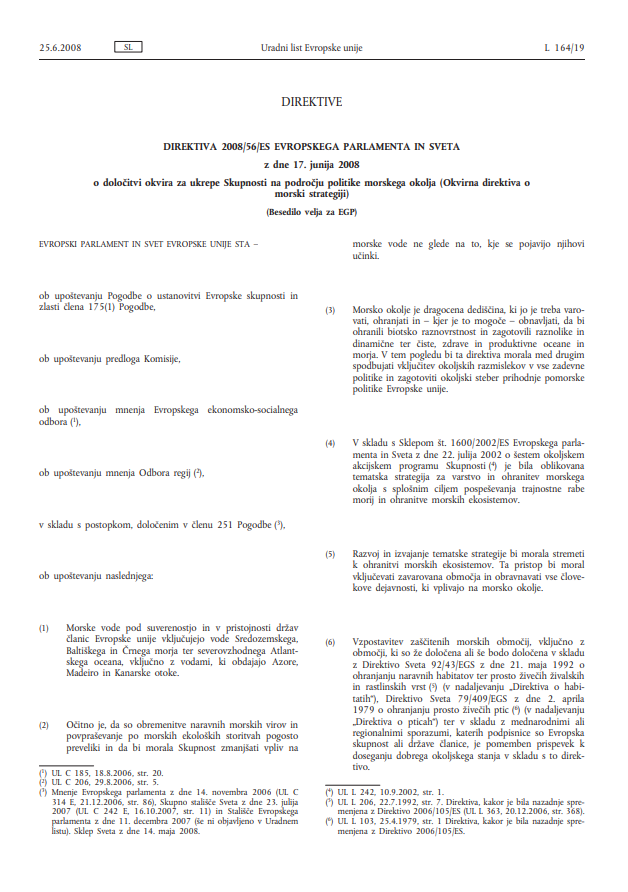 25.6.2008
SL
Uradni list Evropske unije
L 164/19
DIREKTIVE
DIREKTIVA 2008/56/ES EVROPSKEGA PARLAMENTA IN SVETA
z dne 17. junija 2008
o določitvi okvira za ukrepe Skupnosti na področju politike morskega okolja (Okvirna direktiva o
morski strategiji)
(Besedilo velja za EGP)
EVROPSKI PARLAMENT IN SVET EVROPSKE UNIJE STA –
ob upoštevanju Pogodbe o ustanovitvi Evropske skupnosti in
zlasti člena 175(1) Pogodbe,
ob upoštevanju predloga Komisije,
ob upoštevanju mnenja Evropskega ekonomsko-socialnega
odbora (1),
ob upoštevanju mnenja Odbora regij (2),
v skladu s postopkom, določenim v členu 251 Pogodbe (3),
ob upoštevanju naslednjega:
(1) Morske vode pod suverenostjo in v pristojnosti držav
članic Evropske unije vključujejo vode Sredozemskega,
Baltiškega in Črnega morja ter severovzhodnega Atlant-
skega oceana, vključno z vodami, ki obdajajo Azore,
Madeiro in Kanarske otoke.
(2) Očitno je, da so obremenitve naravnih morskih virov in
povpraševanje po morskih ekoloških storitvah pogosto
preveliki in da bi morala Skupnost zmanjšati vpliv na
(1) UL C 185, 18.8.2006, str. 20.
(2) UL C 206, 29.8.2006, str. 5.
(3) Mnenje Evropskega parlamenta z dne 14. novembra 2006 (UL C
314 E, 21.12.2006, str. 86), Skupno stališče Sveta z dne 23. julija
2007 (UL C 242 E, 16.10.2007, str. 11) in Stališče Evropskega
parlamenta z dne 11. decembra 2007 (še ni objavljeno v Uradnem
listu). Sklep Sveta z dne 14. maja 2008.
morske vode ne glede na to, kje se pojavijo njihovi
učinki.
(3) Morsko okolje je dragocena dediščina, ki jo je treba varo-
vati, ohranjati in – kjer je to mogoče – obnavljati, da bi
ohranili biotsko raznovrstnost in zagotovili raznolike in
dinamične ter čiste, zdrave in produktivne oceane in
morja. V tem pogledu bi ta direktiva morala med drugim
spodbujati vključitev okoljskih razmislekov v vse zadevne
politike in zagotoviti okoljski steber prihodnje pomorske
politike Evropske unije.
(4) V skladu s Sklepom št. 1600/2002/ES Evropskega parla-
menta in Sveta z dne 22. julija 2002 o šestem okoljskem
akcijskem programu Skupnosti (4) je bila oblikovana
tematska strategija za varstvo in ohranitev morskega
okolja s splošnim ciljem pospeševanja trajnostne rabe
morij in ohranitve morskih ekosistemov.
(5) Razvoj in izvajanje tematske strategije bi morala stremeti
k ohranitvi morskih ekosistemov. Ta pristop bi moral
vključevati zavarovana območja in obravnavati vse člove-
kove dejavnosti, ki vplivajo na morsko okolje.
(6) Vzpostavitev zaščitenih morskih območij, vključno z
območji, ki so že določena ali še bodo določena v skladu
z Direktivo Sveta 92/43/EGS z dne 21. maja 1992 o
ohranjanju naravnih habitatov ter prosto živečih živalskih
in rastlinskih vrst (5) (v nadaljevanju „Direktiva o habi-
tatih”), Direktivo Sveta 79/409/EGS z dne 2. aprila
1979 o ohranjanju prosto živečih ptic (6) (v nadaljevanju
„Direktiva o pticah”) ter v skladu z mednarodnimi ali
regionalnimi sporazumi, katerih podpisnice so Evropska
skupnost ali države članice, je pomemben prispevek k
doseganju dobrega okoljskega stanja v skladu s to direk-
tivo.
(4) UL L 242, 10.9.2002, str. 1.
(5) UL L 206, 22.7.1992, str. 7. Direktiva, kakor je bila nazadnje spre-
menjena z Direktivo 2006/105/ES (UL L 363, 20.12.2006, str. 368).
(6) UL L 103, 25.4.1979, str. 1 Direktiva, kakor je bila nazadnje spre-
menjena z Direktivo 2006/105/ES.